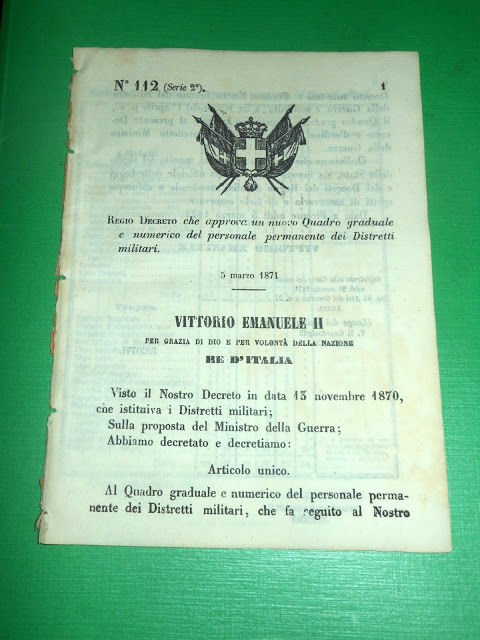 N° 112 (Serie 2ª). 1
REGIO DECRETO che approva un nuovo Quadro graduale
e numerico del personale permanente dei Distretti
militari.
5 marzo 1871
VITTORIO EMANUELE II
PER GRAZIA DI DIO E PER VOLONTÀ DELLA NAZIONE
RE D'ITALIA
Visto il Nostro Decreto in data 13 novembre 1870,
che istituiva i Distretti militari;
Sulla proposta del Ministro della Guerra;
Abbiamo decretato e decretiamo:
Articolo unico.
Al Quadro graduale e numerico del personale perma-
nente dei Distretti militari, che fa seguito al Nostro